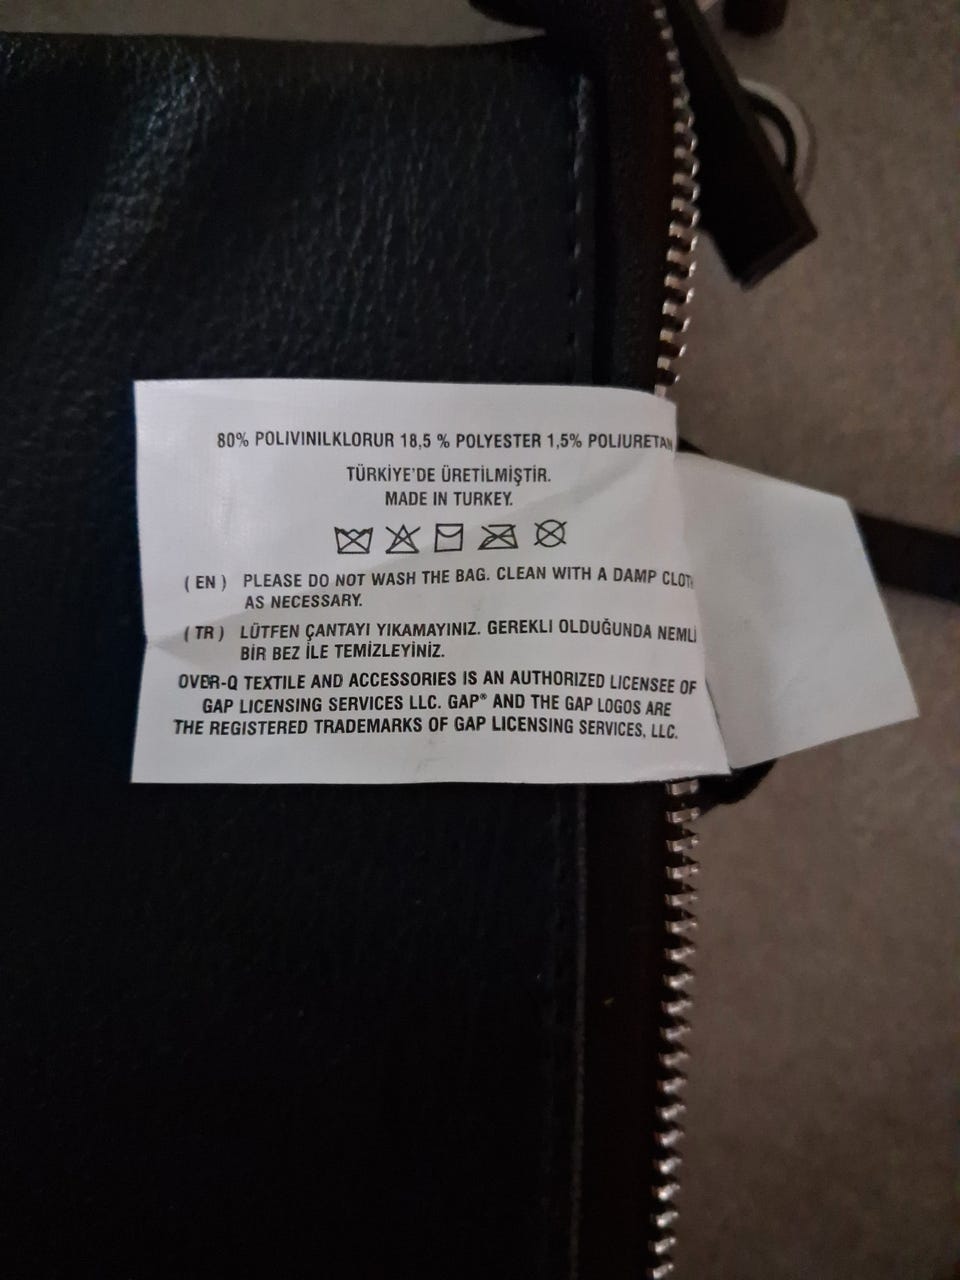 80% POLIVINILKLORUR 18,5 % POLYESTER 1,5% POLIURETAN
TÜRKİYE'DE ÜRETİLMİŞTİR.
MADE IN TURKEY.
( EN ) PLEASE DO NOT WASH THE BAG. CLEAN WITH A DAMP CLOTH
AS NECESSARY.
( TR ) LÜTFEN ÇANTAYI YIKAMAYINIZ. GEREKLI OLDUĞUNDA NEMLİ
BİR BEZ İLE TEMİZLEYİNİZ.
OVER-Q TEXTILE AND ACCESSORIES IS AN AUTHORIZED LICENSEE OF
GAP LICENSING SERVICES LLC. GAP® AND THE GAP LOGOS ARE
THE REGISTERED TRADEMARKS OF GAP LICENSING SERVICES, LLC.